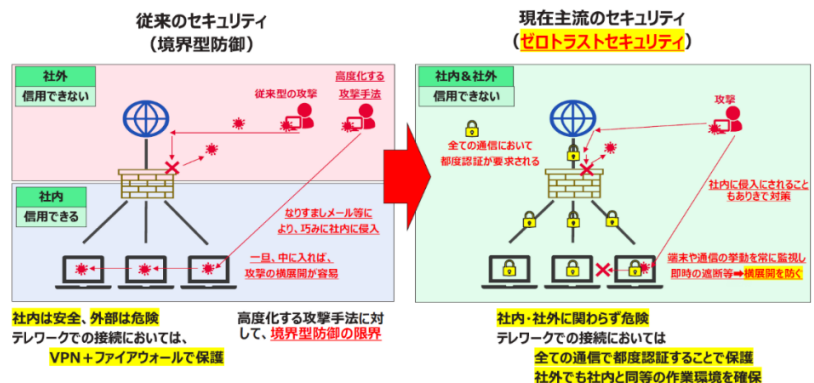 従来のセキュリティ
（境界型防御）
社外
信用できない
従来型の攻撃
高度化する
攻撃手法
社内
信用できる
なりすましメール等に
より、巧みに社内に侵入
一旦、中に入れば、
攻撃の横展開が容易
社内は安全、外部は危険
テレワークでの接続においては、
VPN＋ファイアウォールで保護
高度化する攻撃手法に対
して、境界型防御の限界
現在主流のセキュリティ
（ゼロトラストセキュリティ）
社内＆社外
信用できない
攻撃
全ての通信において
都度認証が要求される
社内に侵入にされること
もありきで対策
端末や通信の挙動を常に監視し
即時の遮断等➡横展開を防ぐ
社内・社外に関わらず危険
テレワークでの接続においては
全ての通信で都度認証することで保護
社外でも社内と同等の作業環境を確保